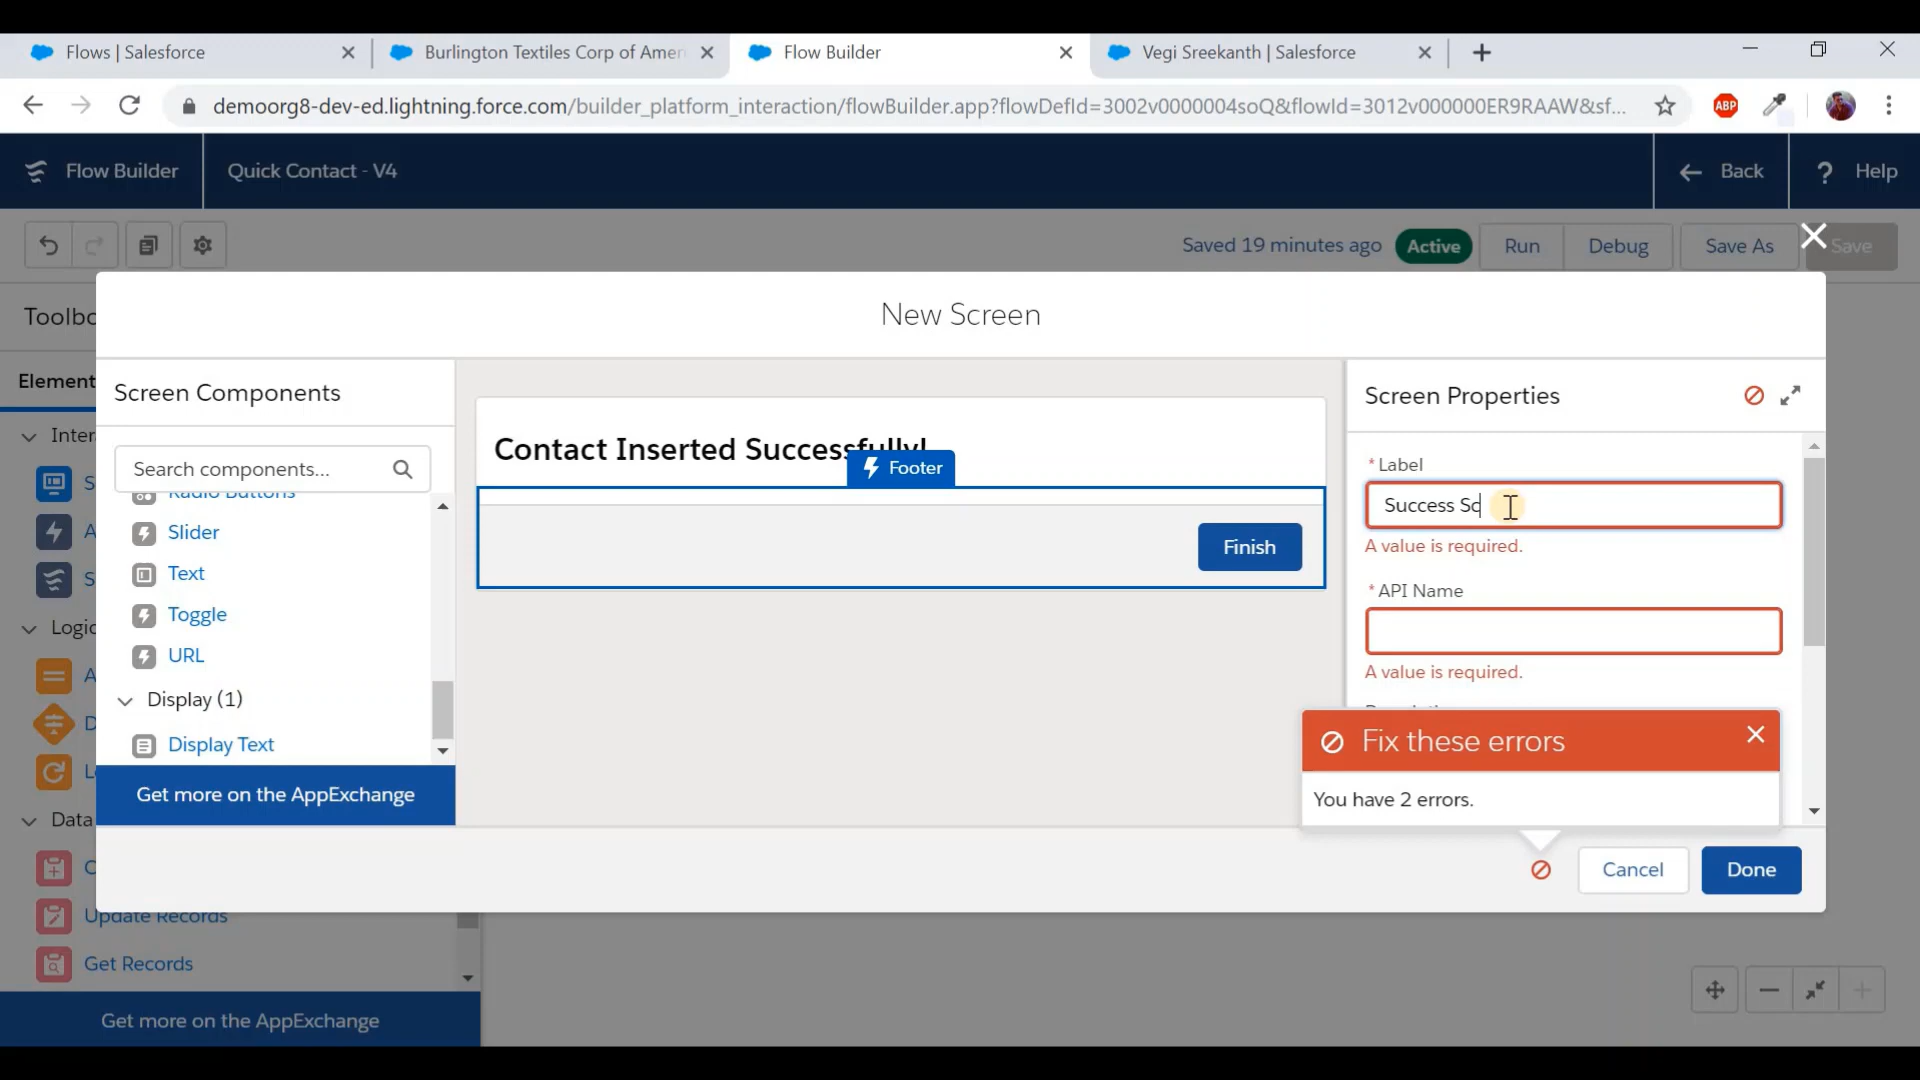 Flows | Salesforce
Burlington Textiles Corp of Amer
Flow Builder
Vegi Sreekanth | Salesforce
demoorg8-dev-ed.lightning.force.com/builder_platform_interaction/flowBuilder.app?flowDefId=3002v0000004soQ&flowId=3012v000000ER9RAAW&sf...
ABP
Flow Builder
Quick Contact - V4
Back
? Help
Saved 19 minutes ago
Active
Run
Debug
Save As
Save
Toolbo
New Screen
Element
Screen Components
Screen Properties
Inter
Search components...
Contact Inserted Successfully!
Footer
* Label
Success Sc
A value is required.
Radio Buttons
Slider
Text
Toggle
URL
Display (1)
Display Text
Get more on the AppExchange
Finish
* API Name
A value is required.
Fix these errors
You have 2 errors.
Cancel
Done
S
A
S
Logic
A
D
L
Data
C
Update Records
Get Records
Get more on the AppExchange